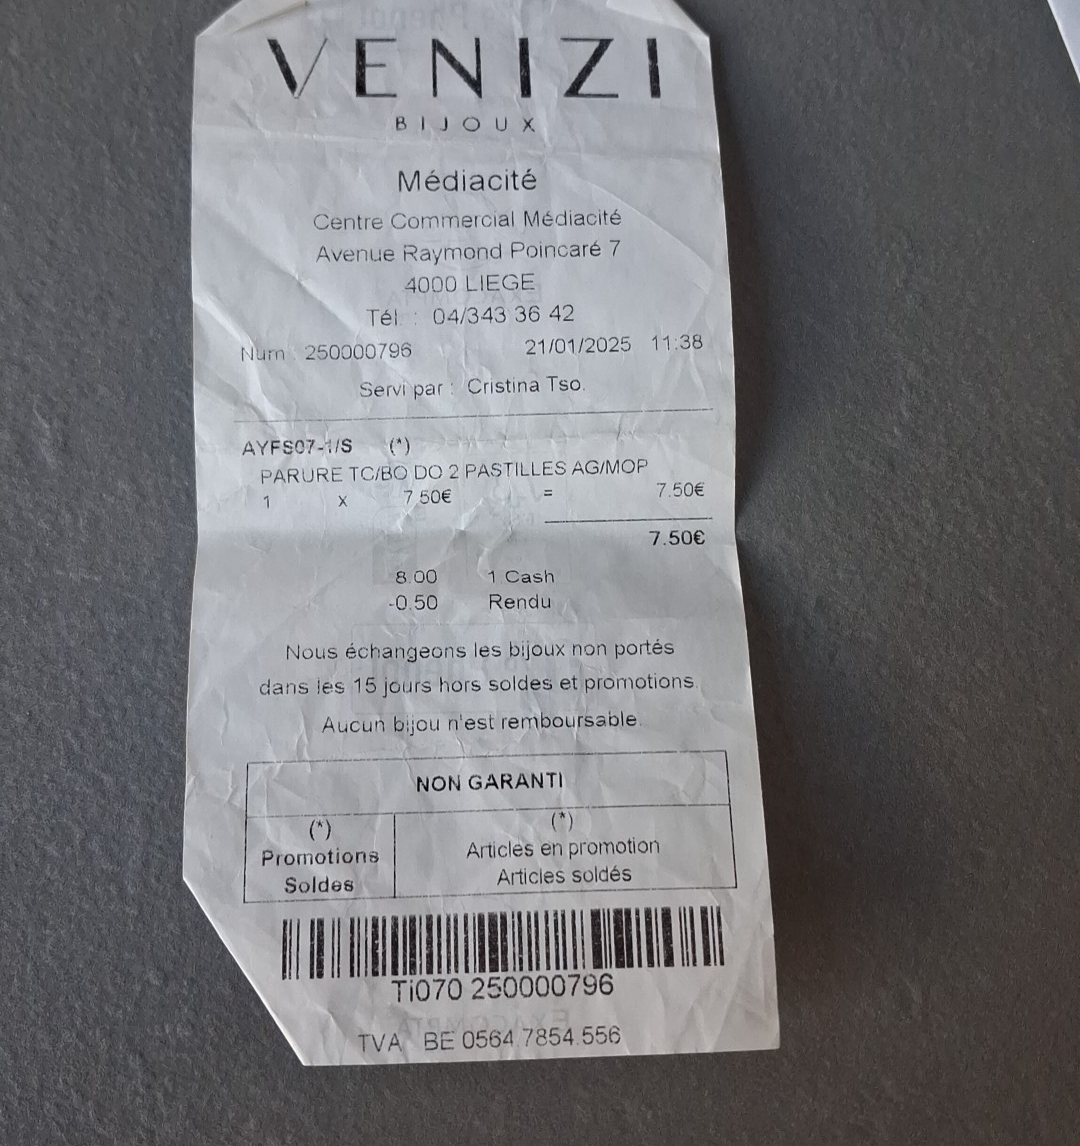 VENIZI
BIJOUX
Médiacité
Centre Commercial Médiacité
Avenue Raymond Poincaré 7
4000 LIEGE
Tél. : 04/343 36 42
Num : 250000796 21/01/2025 11:38
Servi par : Cristina Tso.
AYFS07-1/S (*)
PARURE TC/BO DO 2 PASTILLES AG/MOP
1 x 7.50€ = 7.50€
7.50€
8.00 1 Cash
-0.50 Rendu
Nous échangeons les bijoux non portés
dans les 15 jours hors soldes et promotions.
Aucun bijou n'est remboursable.
NON GARANTI
(*) (*)
Promotions Articles en promotion
Soldes Articles soldés
Ti070 250000796
TVA BE 0564.7854.556